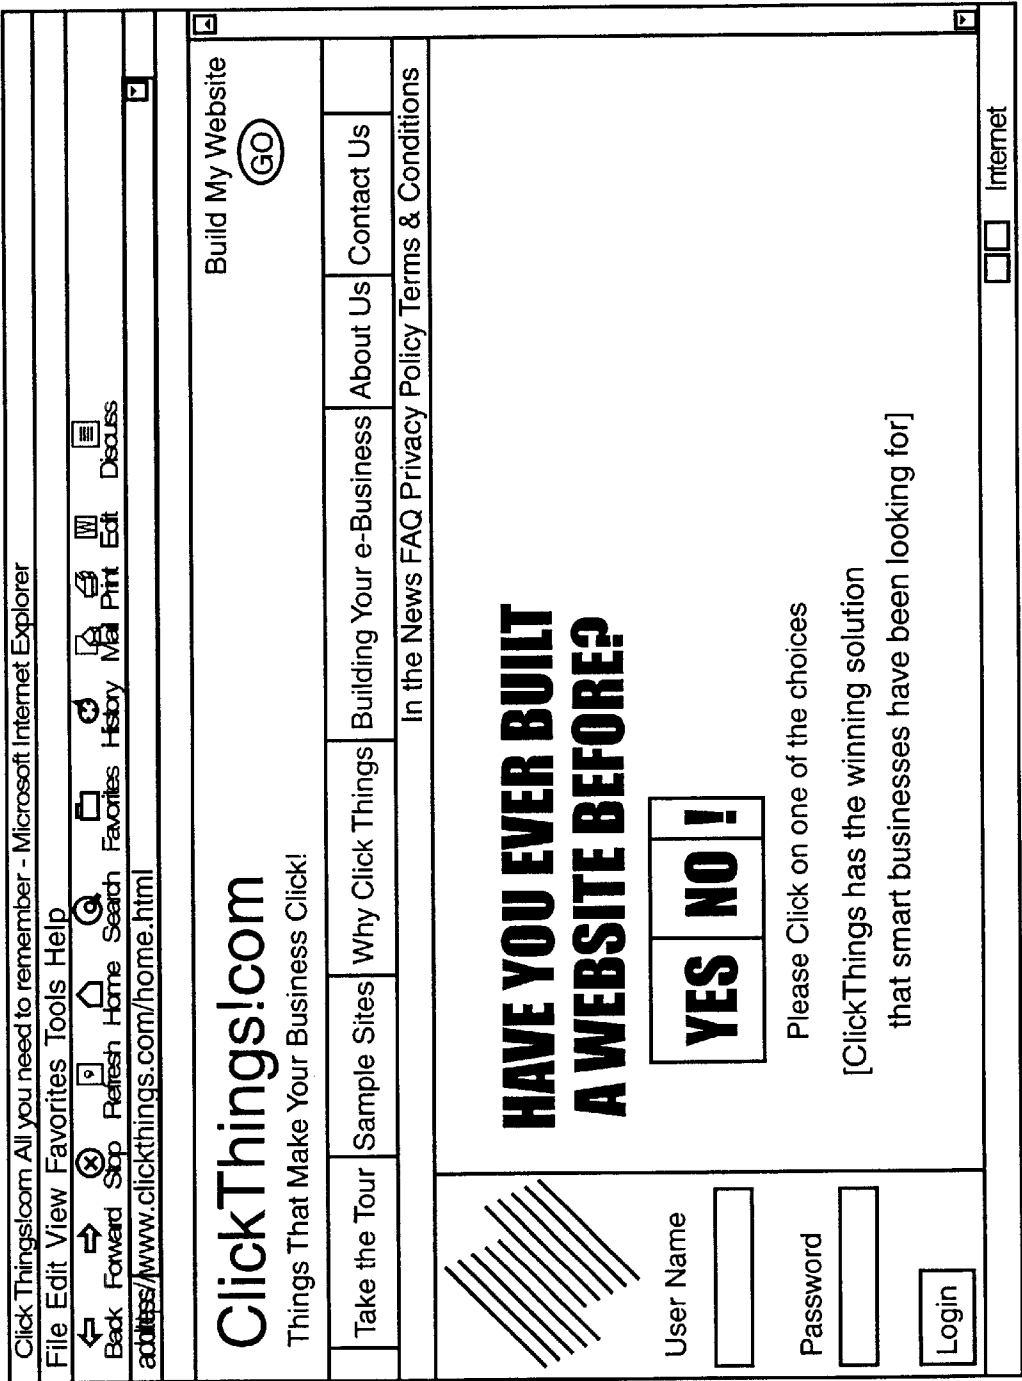 Click Things!com All you need to remember - Microsoft Internet Explorer
File Edit View Favorites Tools Help
Back Forward Stop Refresh Home Search Favorites History Mail Print Edit Discuss
address//www.clickthings.com/home.html
ClickThings!com
Build My Website
GO
Things That Make Your Business Click!
Take the Tour Sample Sites Why Click Things Building Your e-Business About Us Contact Us
In the News FAQ Privacy Policy Terms & Conditions
HAVE YOU EVER BUILT
A WEBSITE BEFORE?
YES NO !
Please Click on one of the choices
[ClickThings has the winning solution
that smart businesses have been looking for]
User Name
Password
Login
Internet